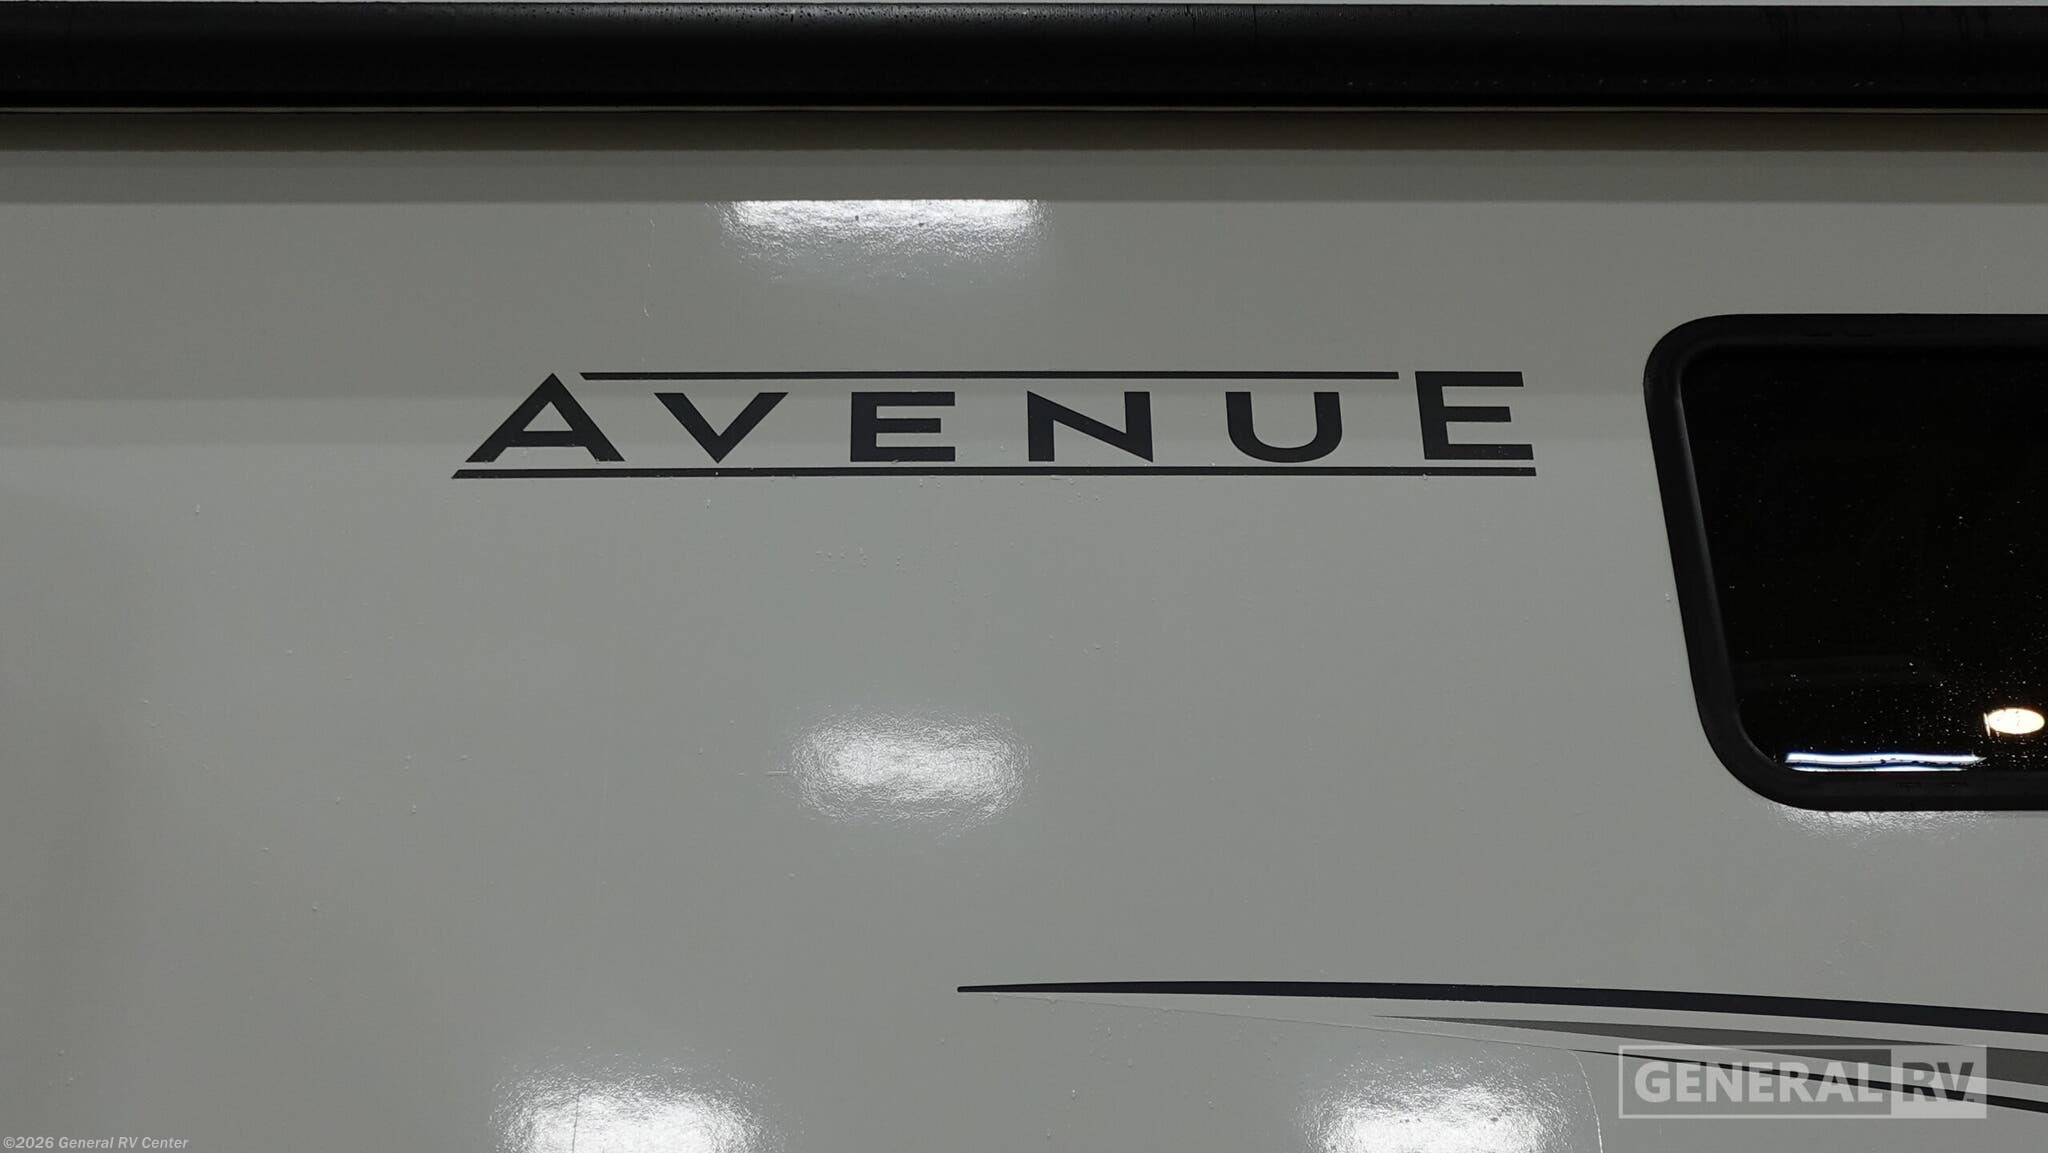 AVENUE
GENERAL RV
©2026 General RV Center